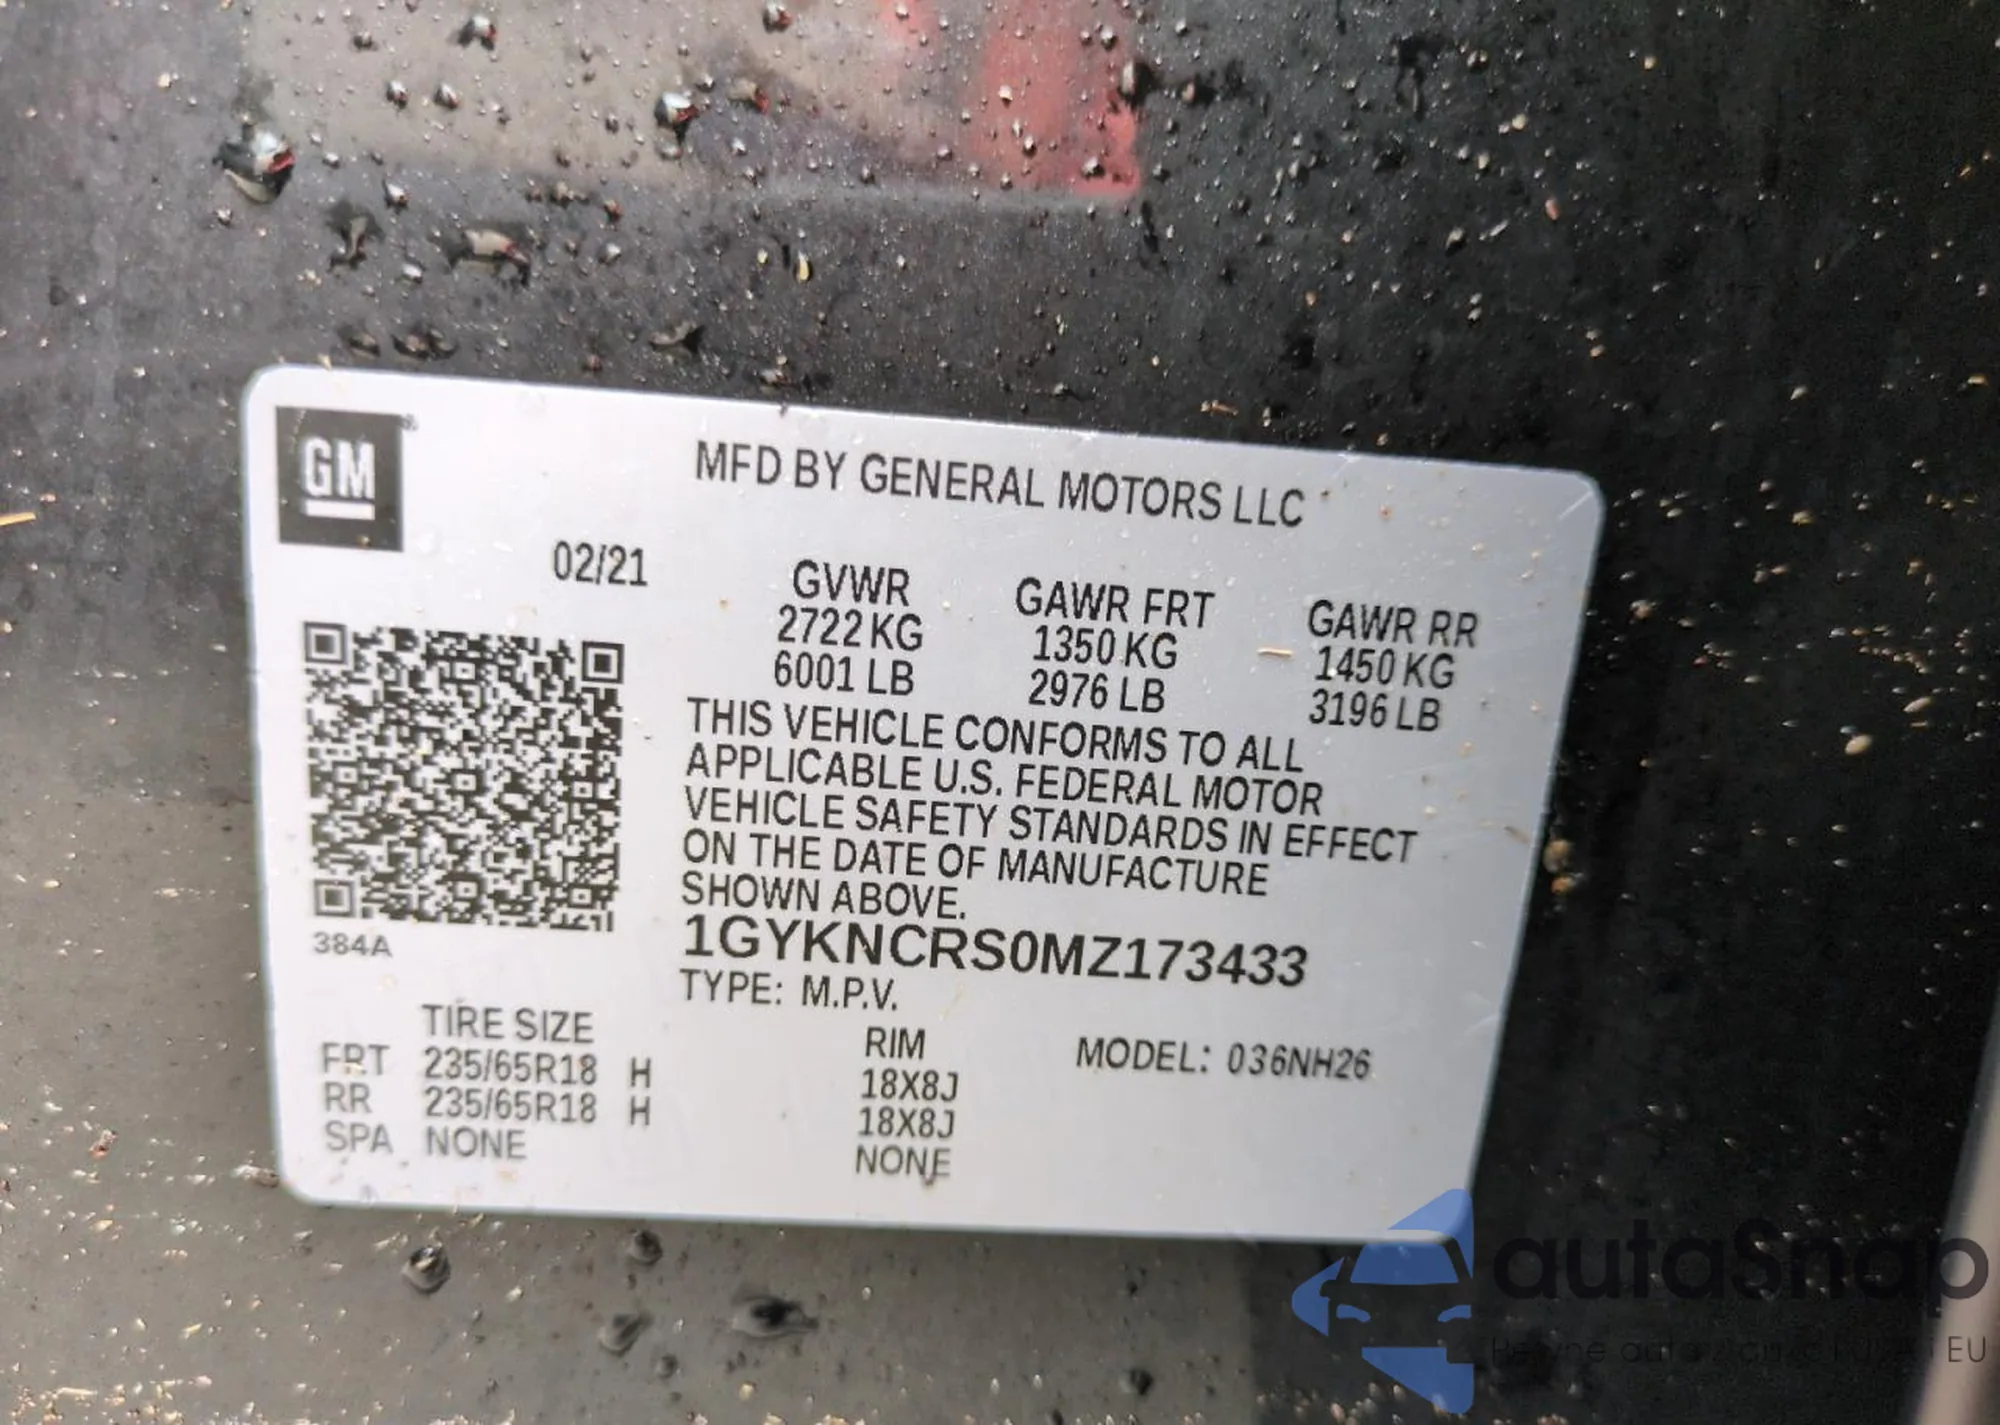 GM
MFD BY GENERAL MOTORS LLC
02/21
GVWR GAWR FRT GAWR RR
2722 KG 1350 KG 1450 KG
6001 LB 2976 LB 3196 LB
THIS VEHICLE CONFORMS TO ALL
APPLICABLE U.S. FEDERAL MOTOR
VEHICLE SAFETY STANDARDS IN EFFECT
ON THE DATE OF MANUFACTURE
SHOWN ABOVE.
384A
1GYKNCRS0MZ173433
TYPE: M.P.V.
TIRE SIZE RIM MODEL: 036NH26
FRT 235/65R18 H 18X8J
RR 235/65R18 H 18X8J
SPA NONE NONE
autaSnap
EU